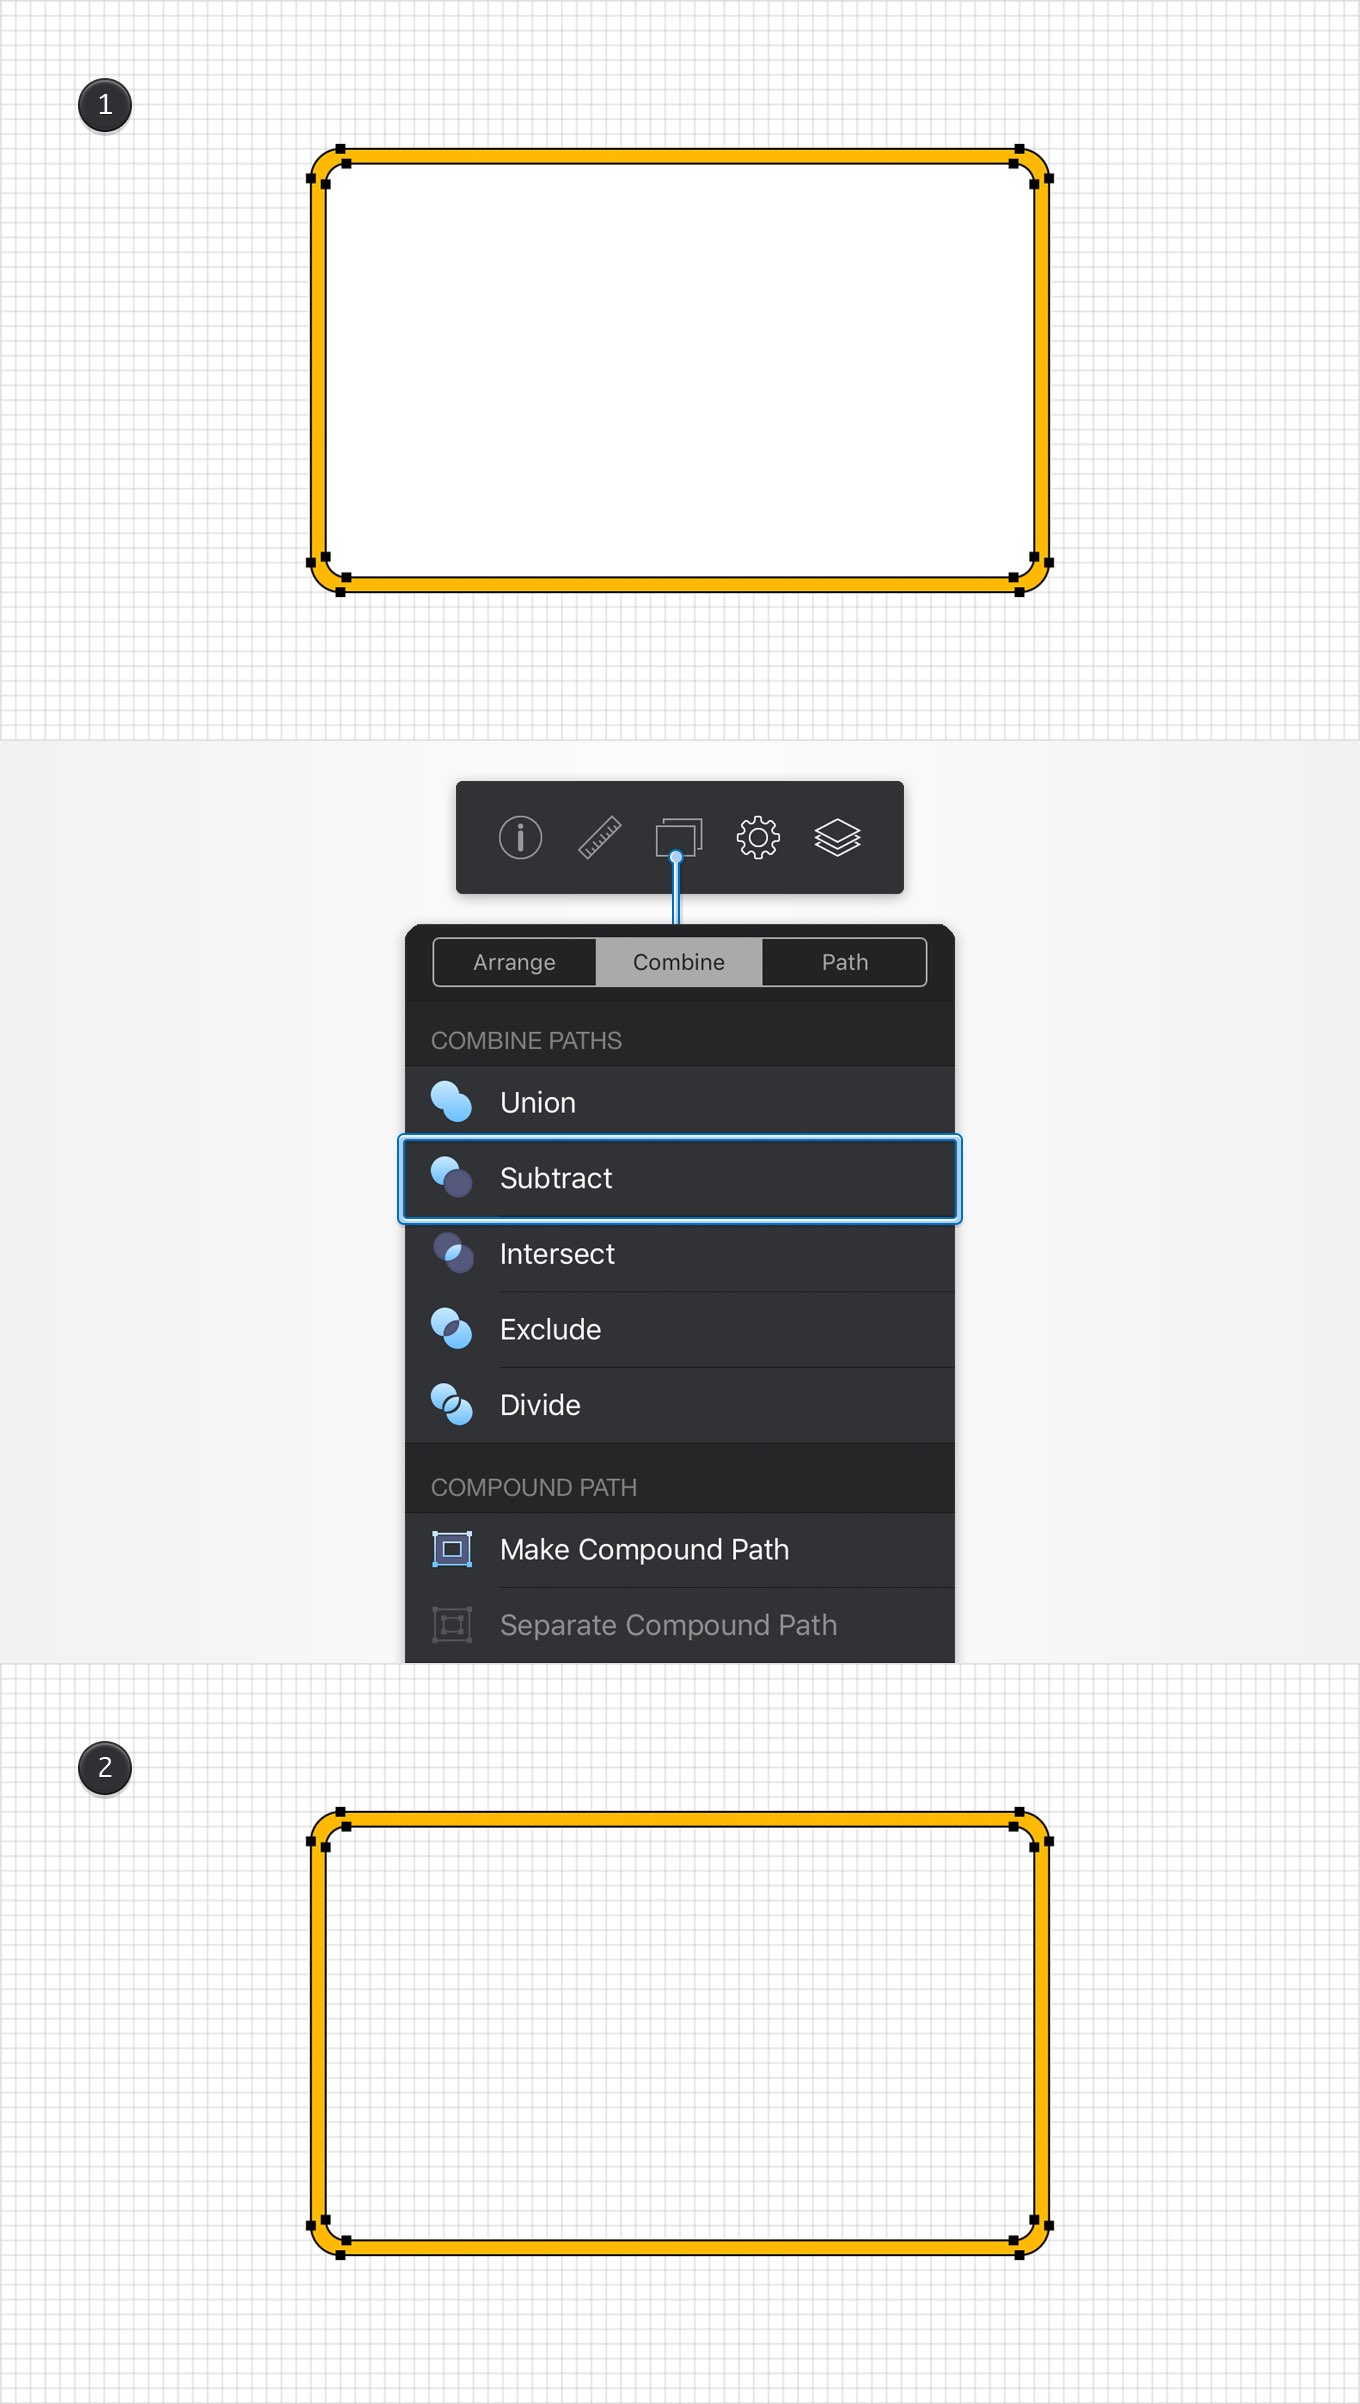 1
Arrange Combine Path
COMBINE PATHS
Union
Subtract
Intersect
Exclude
Divide
COMPOUND PATH
Make Compound Path
Separate Compound Path
2